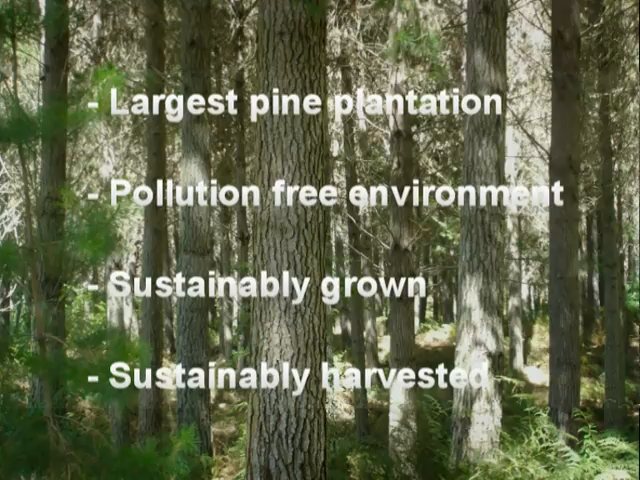 - Largest pine plantation
- Pollution free environment
- Sustainably grown
- Sustainably harvested